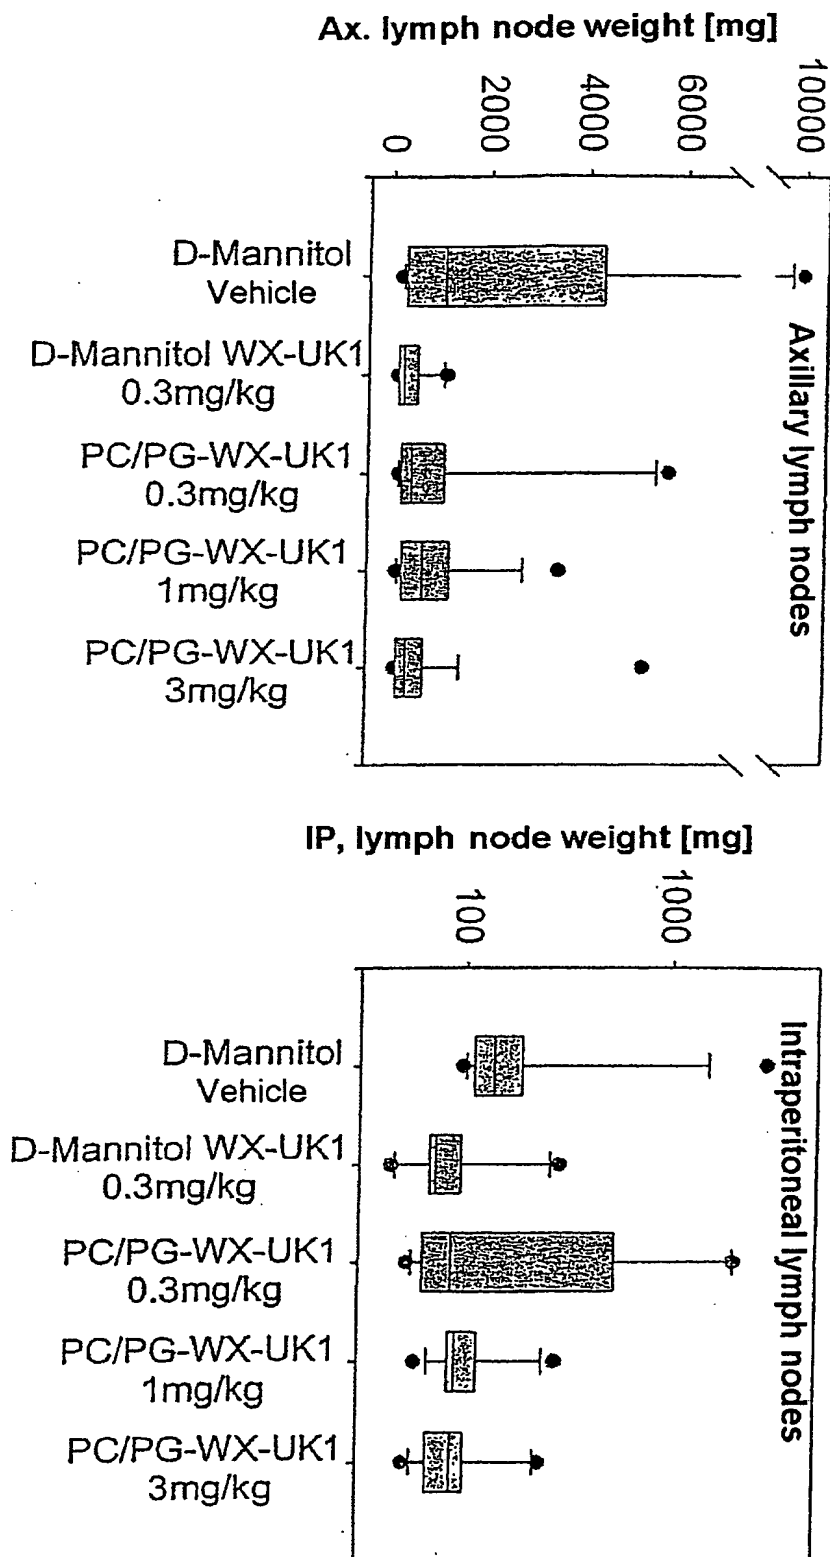 Axillary lymph nodes
Ax. lymph node weight [mg]
10000
6000
4000
2000
0
D-Mannitol
Vehicle
D-Mannitol WX-UK1
0.3mg/kg
PC/PG-WX-UK1
0.3mg/kg
PC/PG-WX-UK1
1mg/kg
PC/PG-WX-UK1
3mg/kg
Intraperitoneal lymph nodes
IP, lymph node weight [mg]
1000
100
D-Mannitol
Vehicle
D-Mannitol WX-UK1
0.3mg/kg
PC/PG-WX-UK1
0.3mg/kg
PC/PG-WX-UK1
1mg/kg
PC/PG-WX-UK1
3mg/kg